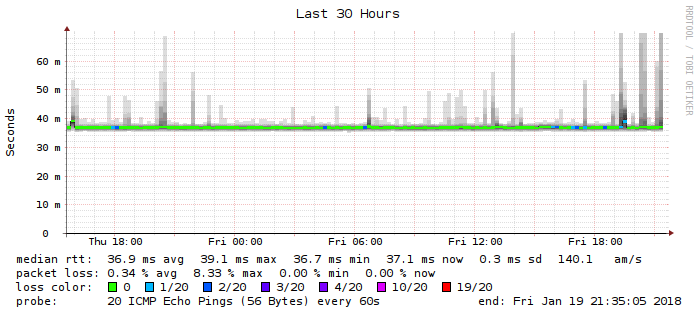 Last 30 Hours
RRDTOOL / TOBI OETIKER
Seconds
60 m
50 m
40 m
30 m
20 m
10 m
0
Thu 18:00 Fri 00:00 Fri 06:00 Fri 12:00 Fri 18:00
median rtt: 36.9 ms avg 39.1 ms max 36.7 ms min 37.1 ms now 0.3 ms sd 140.1 am/s
packet loss: 0.34 % avg 8.33 % max 0.00 % min 0.00 % now
loss color: 0 1/20 2/20 3/20 4/20 10/20 19/20
probe: 20 ICMP Echo Pings (56 Bytes) every 60s end: Fri Jan 19 21:35:05 2018